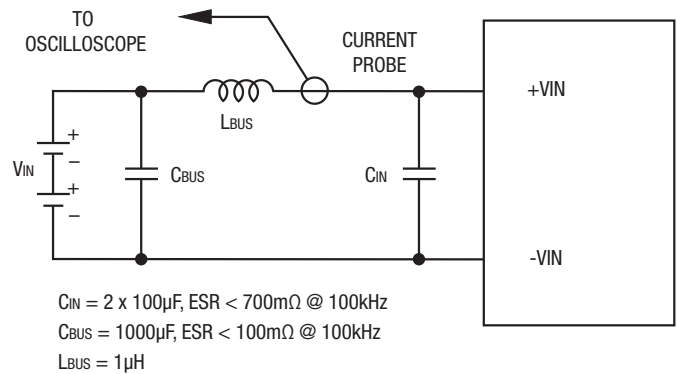 TO
OSCILLOSCOPE
CURRENT
PROBE
+VIN
LBUS
+
VIN
−
+
−
CBUS
CIN
-VIN
CIN = 2 x 100µF, ESR < 700mΩ @ 100kHz
CBUS = 1000µF, ESR < 100mΩ @ 100kHz
LBUS = 1µH